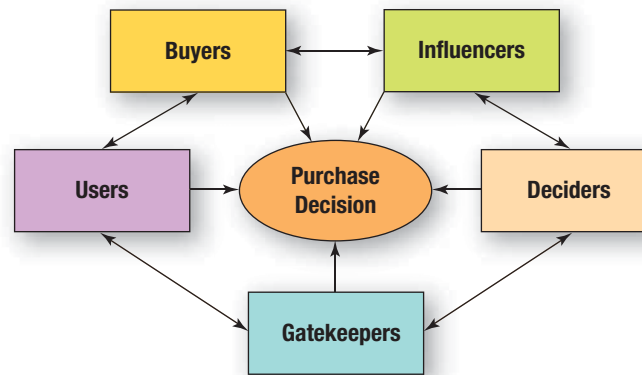 Buyers
Influencers
Users
Purchase
Decision
Deciders
Gatekeepers